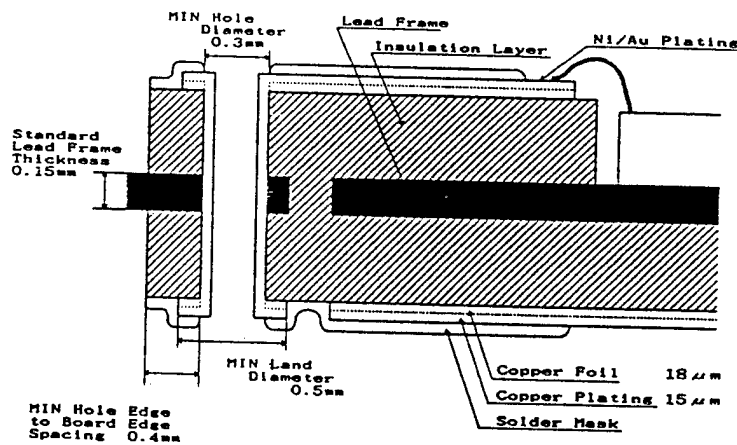 MIN Hole
Diameter
0.3mm
Lead Frame
Insulation Layer
Ni/Au Plating
Standard
Lead Frame
Thickness
0.15mm
MIN Land
Diameter
0.5mm
Copper Foil 18μm
Copper Plating 15μm
Solder Mask
MIN Hole Edge
to Board Edge
Spacing 0.4mm